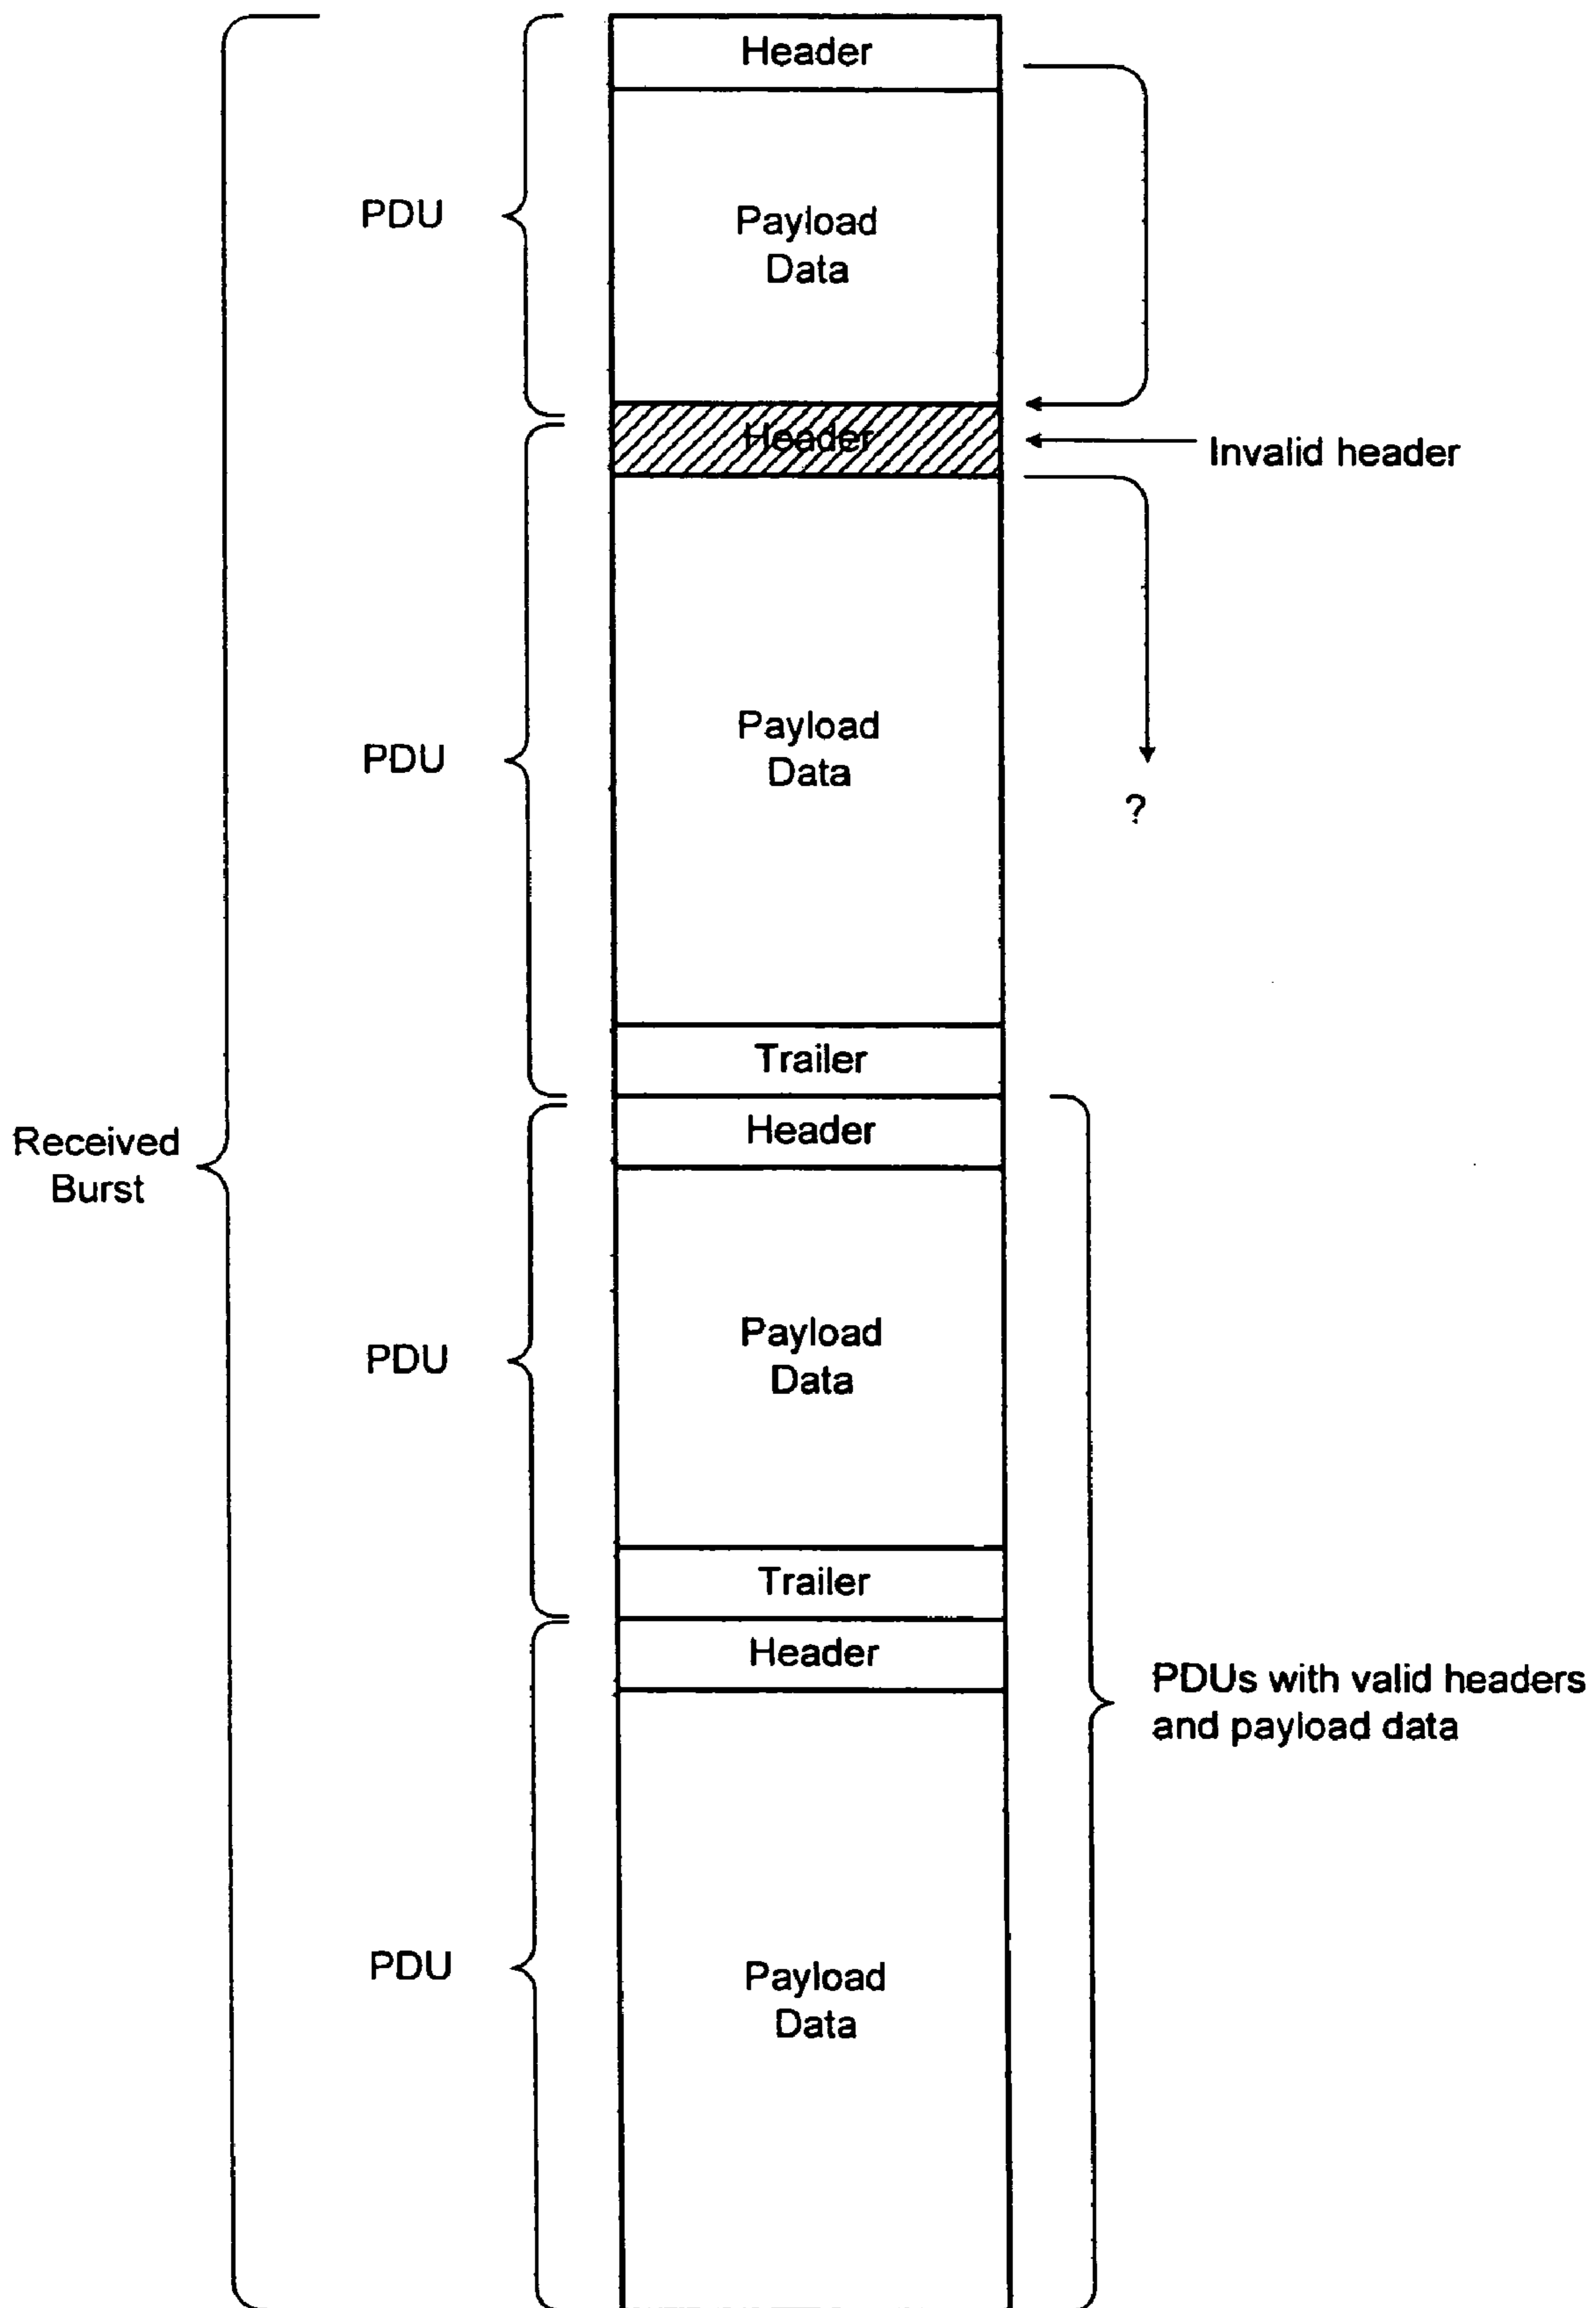 Header
PDU
Payload
Data
Header
Invalid header
PDU
Payload
Data
?
Trailer
Header
Received
Burst
PDU
Payload
Data
Trailer
Header
PDUs with valid headers
and payload data
PDU
Payload
Data